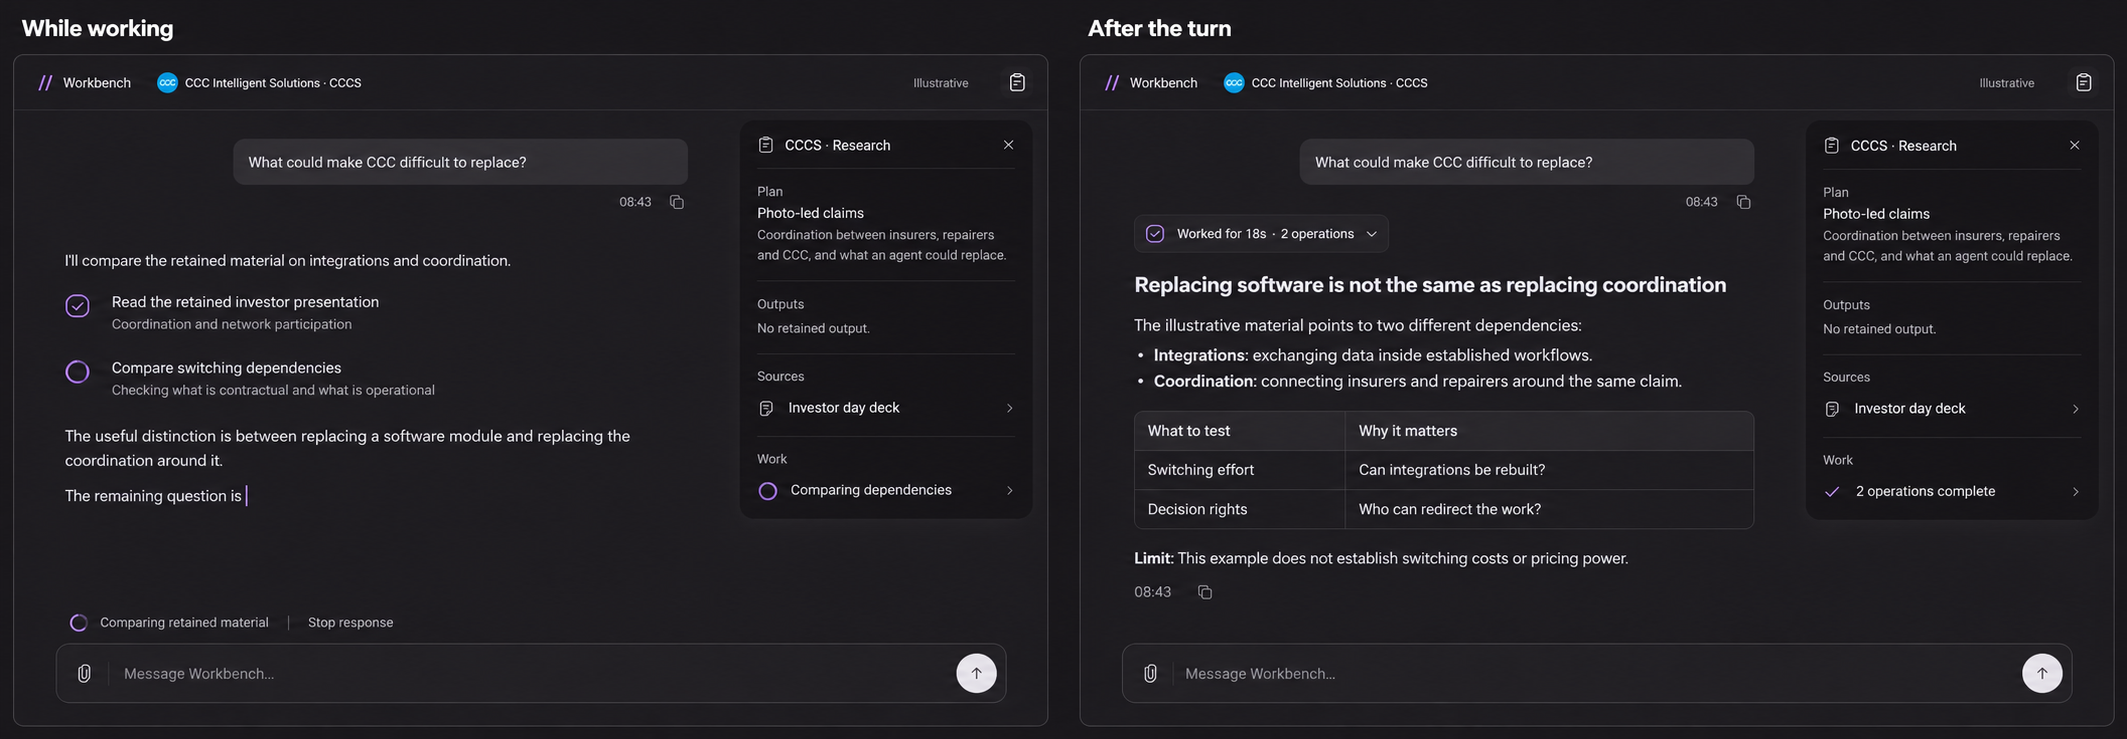 While working
// Workbench
CCC
CCC Intelligent Solutions · CCCS
Illustrative
What could make CCC difficult to replace?
08:43
I'll compare the retained material on integrations and coordination.
Read the retained investor presentation
Coordination and network participation
Compare switching dependencies
Checking what is contractual and what is operational
The useful distinction is between replacing a software module and replacing the
coordination around it.
The remaining question is
Comparing retained material | Stop response
Message Workbench...
CCCS · Research
Plan
Photo-led claims
Coordination between insurers, repairers
and CCC, and what an agent could replace.
Outputs
No retained output.
Sources
Investor day deck
Work
Comparing dependencies
After the turn
// Workbench
CCC
CCC Intelligent Solutions · CCCS
Illustrative
What could make CCC difficult to replace?
08:43
Worked for 18s · 2 operations
Replacing software is not the same as replacing coordination
The illustrative material points to two different dependencies:
• Integrations: exchanging data inside established workflows.
• Coordination: connecting insurers and repairers around the same claim.
What to test Why it matters
Switching effort Can integrations be rebuilt?
Decision rights Who can redirect the work?
Limit: This example does not establish switching costs or pricing power.
08:43
Message Workbench...
CCCS · Research
Plan
Photo-led claims
Coordination between insurers, repairers
and CCC, and what an agent could replace.
Outputs
No retained output.
Sources
Investor day deck
Work
2 operations complete